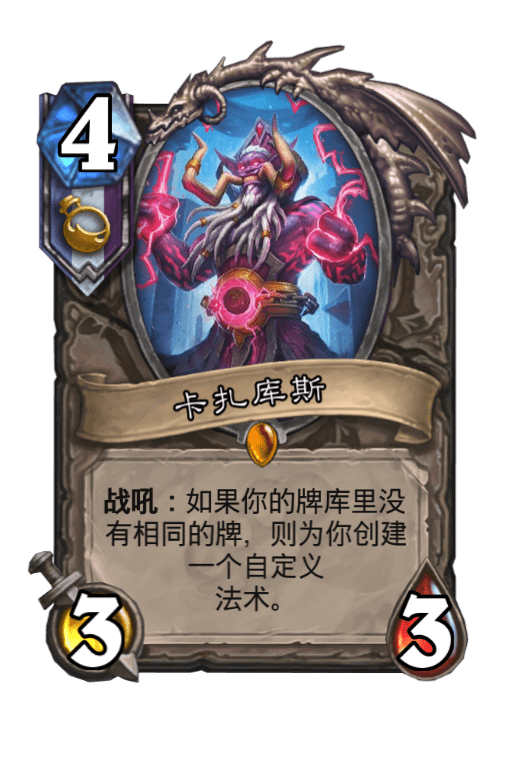 4
卡扎库斯
战吼：如果你的牌库里没
有相同的牌，则为你创建
一个自定义
法术。
3
3